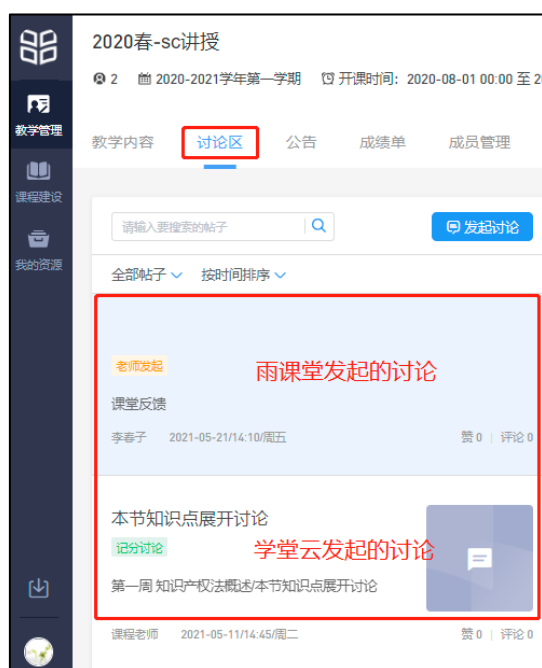 2020春-sc讲授
2 2020-2021学年第一学期 开课时间：2020-08-01 00:00 至 2
教学管理
教学内容 讨论区 公告 成绩单 成员管理
课程建设
请输入要搜索的帖子 发起讨论
我的资源
全部帖子 按时间排序
老师发起
雨课堂发起的讨论
课堂反馈
李春子 2021-05-21/14:10/周五 赞 0 | 评论 0
本节知识点展开讨论
记分讨论
学堂云发起的讨论
第一周 知识产权法概述/本节知识点展开讨论
课程老师 2021-05-11/14:45/周二 赞 0 | 评论 0